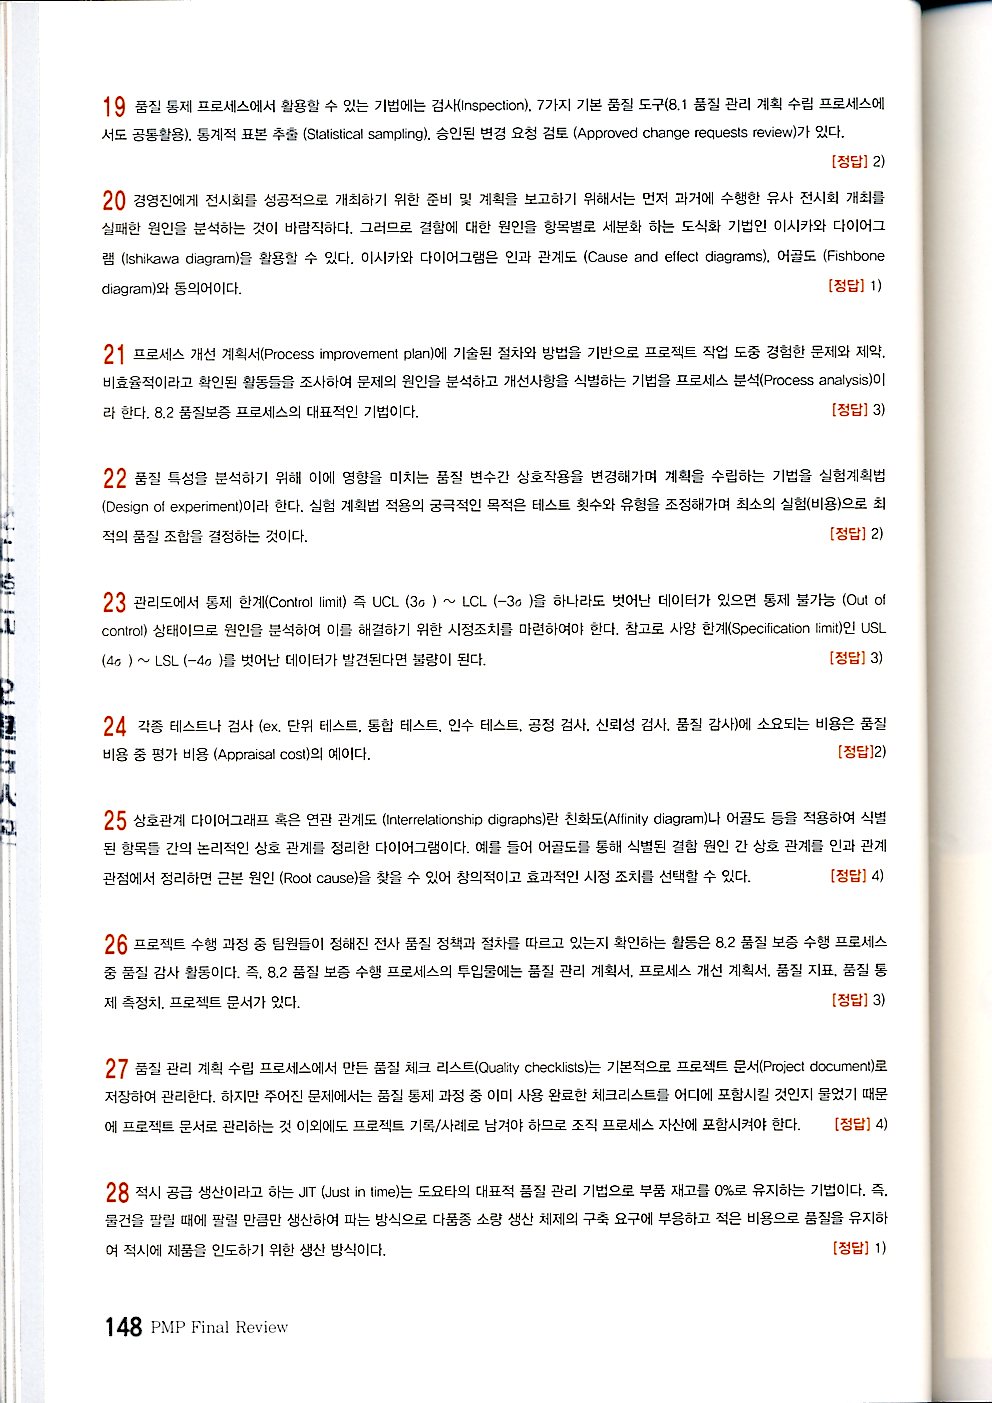 19 품질 통제 프로세스에서 활용할 수 있는 기법에는 검사(Inspection), 7가지 기본 품질 도구(8.1 품질 관리 계획 수립 프로세스에
서도 공통활용), 통계적 표본 추출 (Statistical sampling), 승인된 변경 요청 검토 (Approved change requests review)가 있다.
[정답] 2)
20 경영진에게 전시회를 성공적으로 개최하기 위한 준비 및 계획을 보고하기 위해서는 먼저 과거에 수행한 유사 전시회 개최를
실패한 원인을 분석하는 것이 바람직하다. 그러므로 결함에 대한 원인을 항목별로 세분화 하는 도식화 기법인 이시카와 다이어그
램 (Ishikawa diagram)을 활용할 수 있다. 이시카와 다이어그램은 인과 관계도 (Cause and effect diagrams), 어골도 (Fishbone
diagram)와 동의어이다. [정답] 1)
21 프로세스 개선 계획서(Process improvement plan)에 기술된 절차와 방법을 기반으로 프로젝트 작업 도중 경험한 문제와 제약,
비효율적이라고 확인된 활동들을 조사하여 문제의 원인을 분석하고 개선사항을 식별하는 기법을 프로세스 분석(Process analysis)이
라 한다. 8.2 품질보증 프로세스의 대표적인 기법이다. [정답] 3)
22 품질 특성을 분석하기 위해 이에 영향을 미치는 품질 변수간 상호작용을 변경해가며 계획을 수립하는 기법을 실험계획법
(Design of experiment)이라 한다. 실험 계획법 적용의 궁극적인 목적은 테스트 횟수와 유형을 조정해가며 최소의 실험(비용)으로 최
적의 품질 조합을 결정하는 것이다. [정답] 2)
23 관리도에서 통제 한계(Control limit) 즉 UCL (3σ ) ~ LCL (-3σ )을 하나라도 벗어난 데이터가 있으면 통제 불가능 (Out of
control) 상태이므로 원인을 분석하여 이를 해결하기 위한 시정조치를 마련하여야 한다. 참고로 사양 한계(Specification limit)인 USL
(4σ ) ~ LSL (-4σ )를 벗어난 데이터가 발견된다면 불량이 된다. [정답] 3)
24 각종 테스트나 검사 (ex. 단위 테스트, 통합 테스트, 인수 테스트, 공정 검사, 신뢰성 검사, 품질 감사)에 소요되는 비용은 품질
비용 중 평가 비용 (Appraisal cost)의 예이다. [정답]2)
25 상호관계 다이어그래프 혹은 연관 관계도 (Interrelationship digraphs)란 친화도(Affinity diagram)나 어골도 등을 적용하여 식별
된 항목들 간의 논리적인 상호 관계를 정리한 다이어그램이다. 예를 들어 어골도를 통해 식별된 결함 원인 간 상호 관계를 인과 관계
관점에서 정리하면 근본 원인 (Root cause)을 찾을 수 있어 창의적이고 효과적인 시정 조치를 선택할 수 있다. [정답] 4)
26 프로젝트 수행 과정 중 팀원들이 정해진 전사 품질 정책과 절차를 따르고 있는지 확인하는 활동은 8.2 품질 보증 수행 프로세스
중 품질 감사 활동이다. 즉, 8.2 품질 보증 수행 프로세스의 투입물에는 품질 관리 계획서, 프로세스 개선 계획서, 품질 지표, 품질 통
제 측정치, 프로젝트 문서가 있다. [정답] 3)
27 품질 관리 계획 수립 프로세스에서 만든 품질 체크 리스트(Quality checklists)는 기본적으로 프로젝트 문서(Project document)로
저장하여 관리한다. 하지만 주어진 문제에서는 품질 통제 과정 중 이미 사용 완료한 체크리스트를 어디에 포함시킬 것인지 물었기 때문
에 프로젝트 문서로 관리하는 것 이외에도 프로젝트 기록/사례로 남겨야 하므로 조직 프로세스 자산에 포함시켜야 한다. [정답] 4)
28 적시 공급 생산이라고 하는 JIT (Just in time)는 도요타의 대표적 품질 관리 기법으로 부품 재고를 0%로 유지하는 기법이다. 즉,
물건을 팔릴 때에 팔릴 만큼만 생산하여 파는 방식으로 다품종 소량 생산 체제의 구축 요구에 부응하고 적은 비용으로 품질을 유지하
여 적시에 제품을 인도하기 위한 생산 방식이다. [정답] 1)
148 PMP Final Review